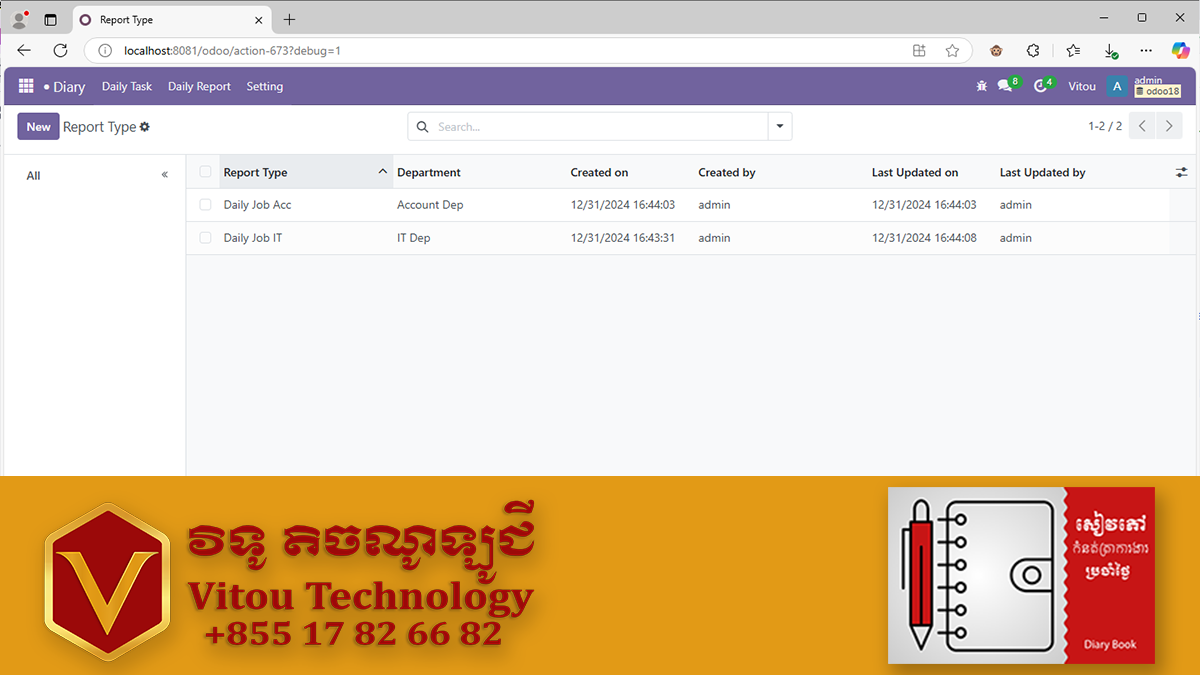 Report Type
localhost:8081/odoo/action-673?debug=1
Diary Daily Task Daily Report Setting
8 4 Vitou A admin
odoo18
New Report Type Search... 1-2 / 2
All
Report Type Department Created on Created by Last Updated on Last Updated by
Daily Job Acc Account Dep 12/31/2024 16:44:03 admin 12/31/2024 16:44:03 admin
Daily Job IT IT Dep 12/31/2024 16:43:31 admin 12/31/2024 16:44:08 admin
V
វិទូ តិចណូឡូជី
Vitou Technology
+855 17 82 66 82
សៀវភៅ
កំនត់ត្រាការងារ
ប្រចាំថ្ងៃ
Diary Book